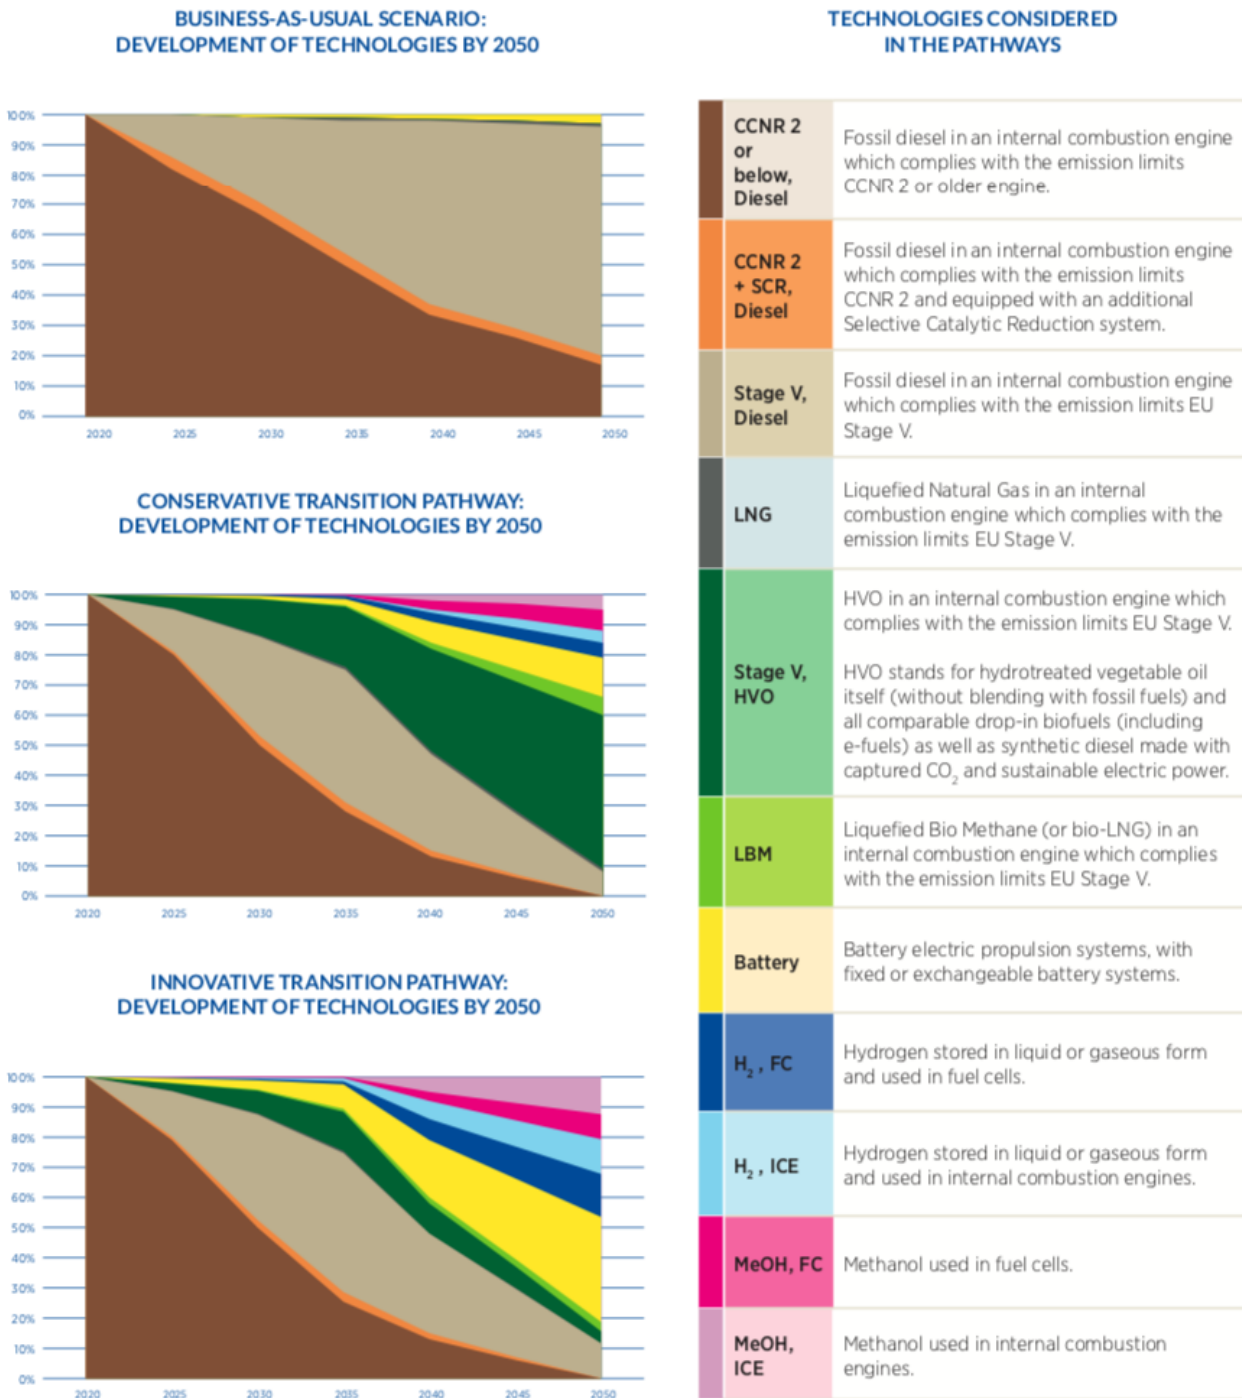 BUSINESS-AS-USUAL SCENARIO:
DEVELOPMENT OF TECHNOLOGIES BY 2050
100%
90%
80%
70%
60%
50%
40%
30%
20%
10%
0%
2020 2025 2030 2035 2040 2045 2050
CONSERVATIVE TRANSITION PATHWAY:
DEVELOPMENT OF TECHNOLOGIES BY 2050
100%
90%
80%
70%
60%
50%
40%
30%
20%
10%
0%
2020 2025 2030 2035 2040 2045 2050
INNOVATIVE TRANSITION PATHWAY:
DEVELOPMENT OF TECHNOLOGIES BY 2050
100%
90%
80%
70%
60%
50%
40%
30%
20%
10%
0%
2020 2025 2030 2035 2040 2045 2050
TECHNOLOGIES CONSIDERED
IN THE PATHWAYS
CCNR 2
or
below,
Diesel
Fossil diesel in an internal combustion engine
which complies with the emission limits
CCNR 2 or older engine.
CCNR 2
+ SCR,
Diesel
Fossil diesel in an internal combustion engine
which complies with the emission limits
CCNR 2 and equipped with an additional
Selective Catalytic Reduction system.
Stage V,
Diesel
Fossil diesel in an internal combustion engine
which complies with the emission limits EU
Stage V.
LNG
Liquefied Natural Gas in an internal
combustion engine which complies with the
emission limits EU Stage V.
Stage V,
HVO
HVO in an internal combustion engine which
complies with the emission limits EU Stage V.
HVO stands for hydrotreated vegetable oil
itself (without blending with fossil fuels) and
all comparable drop-in biofuels (including
e-fuels) as well as synthetic diesel made with
captured CO₂ and sustainable electric power.
LBM
Liquefied Bio Methane (or bio-LNG) in an
internal combustion engine which complies
with the emission limits EU Stage V.
Battery
Battery electric propulsion systems, with
fixed or exchangeable battery systems.
H₂ , FC
Hydrogen stored in liquid or gaseous form
and used in fuel cells.
H₂ , ICE
Hydrogen stored in liquid or gaseous form
and used in internal combustion engines.
MeOH, FC
Methanol used in fuel cells.
MeOH,
ICE
Methanol used in internal combustion
engines.